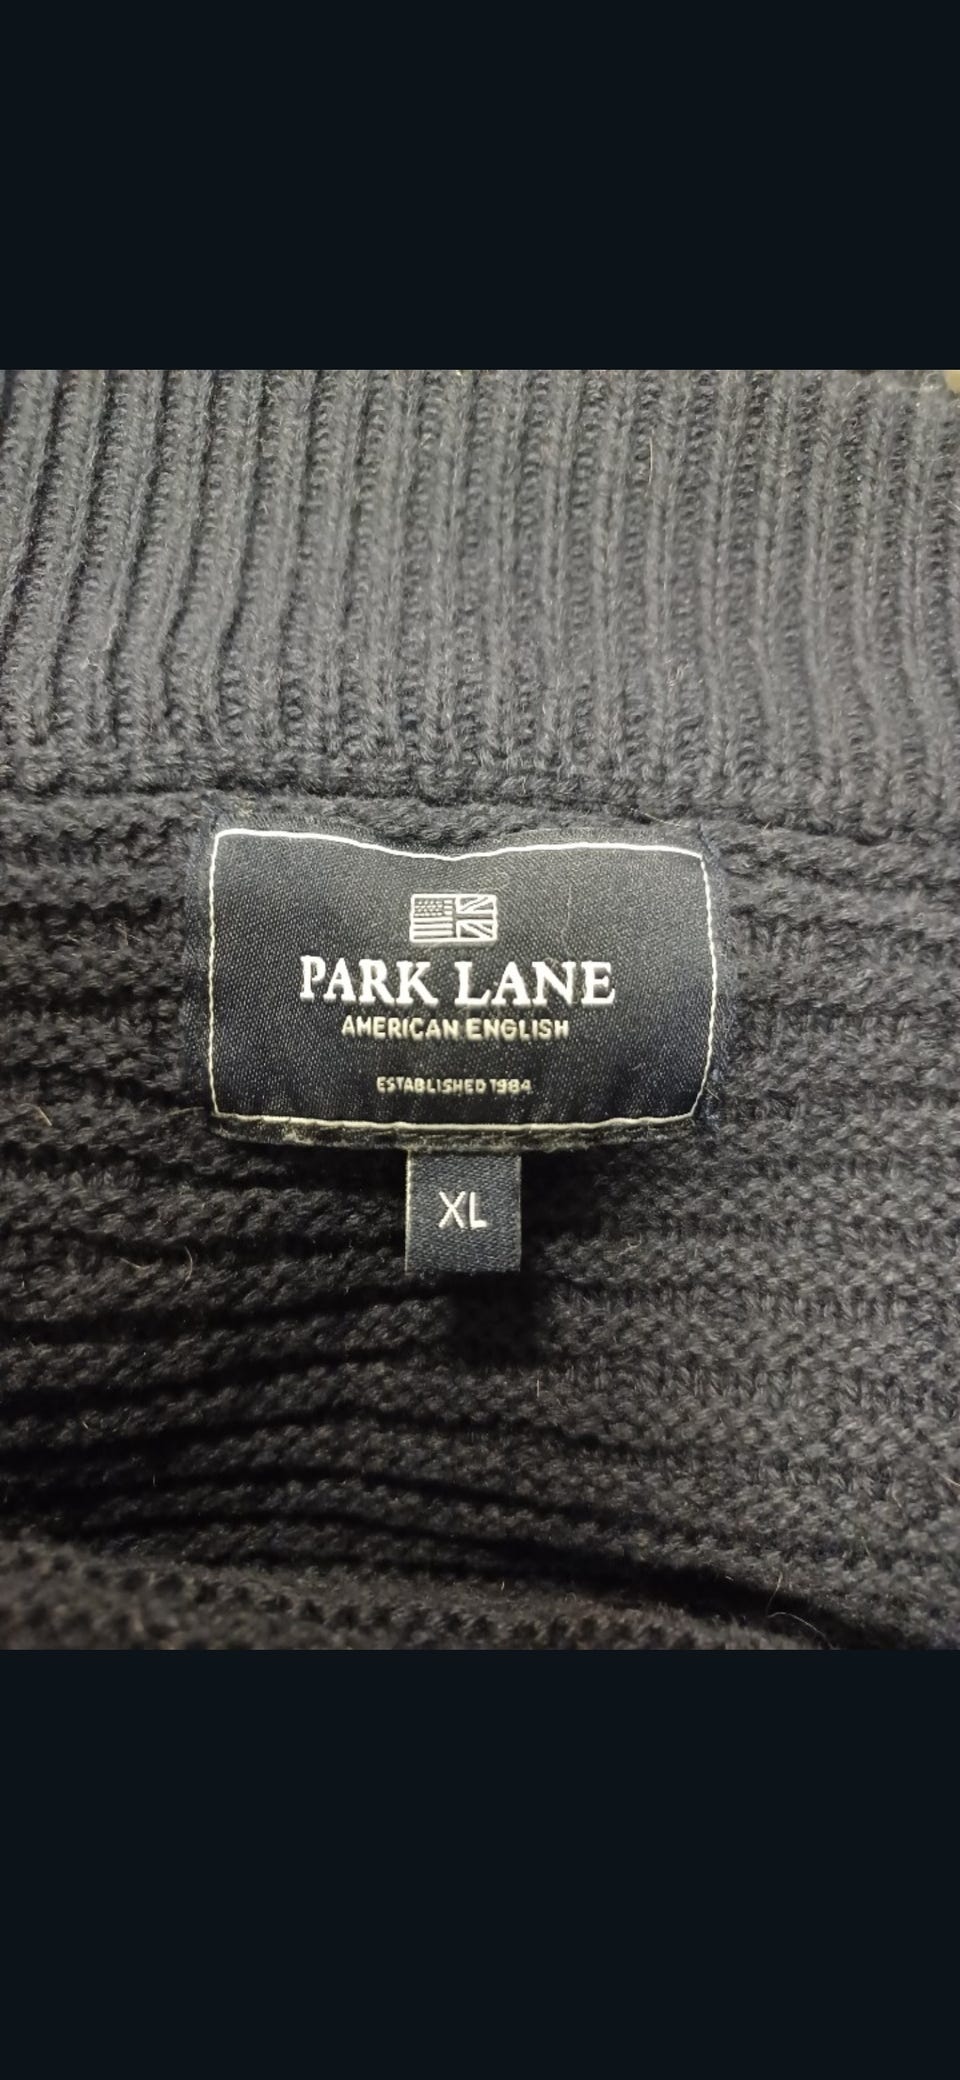 PARK LANE
AMERICAN ENGLISH
ESTABLISHED 1984
XL